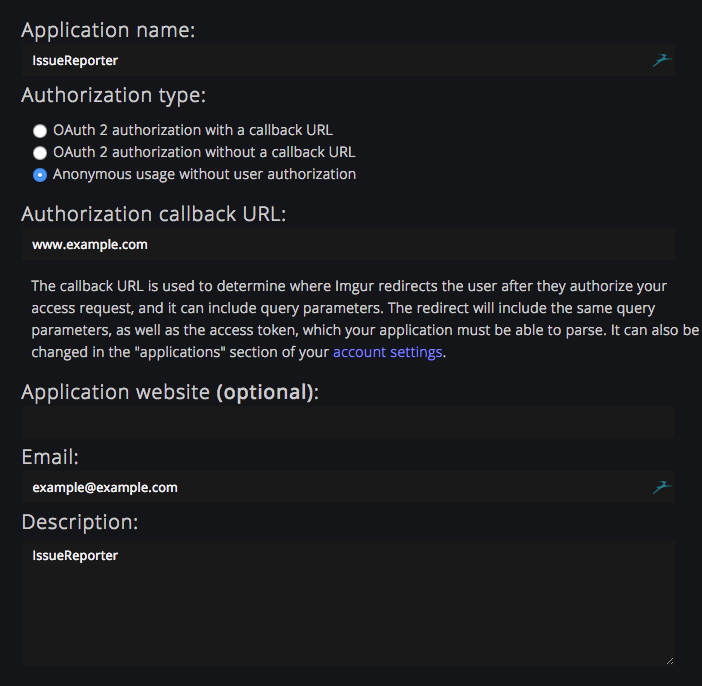 Application name:
IssueReporter
Authorization type:
OAuth 2 authorization with a callback URL
OAuth 2 authorization without a callback URL
Anonymous usage without user authorization
Authorization callback URL:
www.example.com
The callback URL is used to determine where Imgur redirects the user after they authorize your
access request, and it can include query parameters. The redirect will include the same query
parameters, as well as the access token, which your application must be able to parse. It can also be
changed in the "applications" section of your account settings.
Application website (optional):
Email:
example@example.com
Description:
IssueReporter